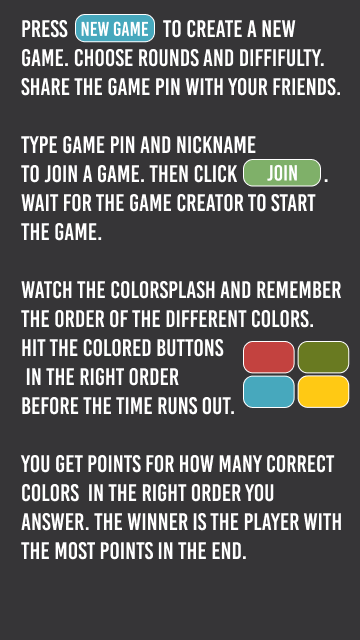 PRESS NEW GAME TO CREATE A NEW
GAME. CHOOSE ROUNDS AND DIFFIFULTY.
SHARE THE GAME PIN WITH YOUR FRIENDS.
TYPE GAME PIN AND NICKNAME
TO JOIN A GAME. THEN CLICK JOIN .
WAIT FOR THE GAME CREATOR TO START
THE GAME.
WATCH THE COLORSPLASH AND REMEMBER
THE ORDER OF THE DIFFERENT COLORS.
HIT THE COLORED BUTTONS
IN THE RIGHT ORDER
BEFORE THE TIME RUNS OUT.
YOU GET POINTS FOR HOW MANY CORRECT
COLORS IN THE RIGHT ORDER YOU
ANSWER. THE WINNER IS THE PLAYER WITH
THE MOST POINTS IN THE END.